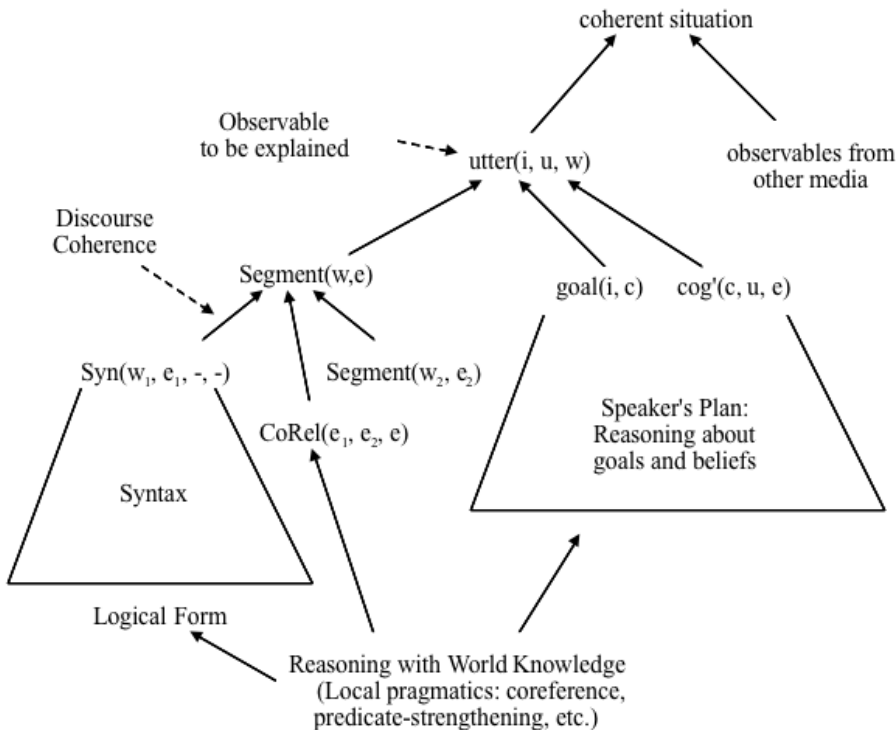 coherent situation
Observable
to be explained
utter(i, u, w)
observables from
other media
Discourse
Coherence
Segment(w,e)
goal(i, c)
cog'(c, u, e)
Syn(w₁, e₁, -, -)
Segment(w₂, e₂)
CoRel(e₁, e₂, e)
Speaker's Plan:
Reasoning about
goals and beliefs
Syntax
Logical Form
Reasoning with World Knowledge
(Local pragmatics: coreference,
predicate-strengthening, etc.)